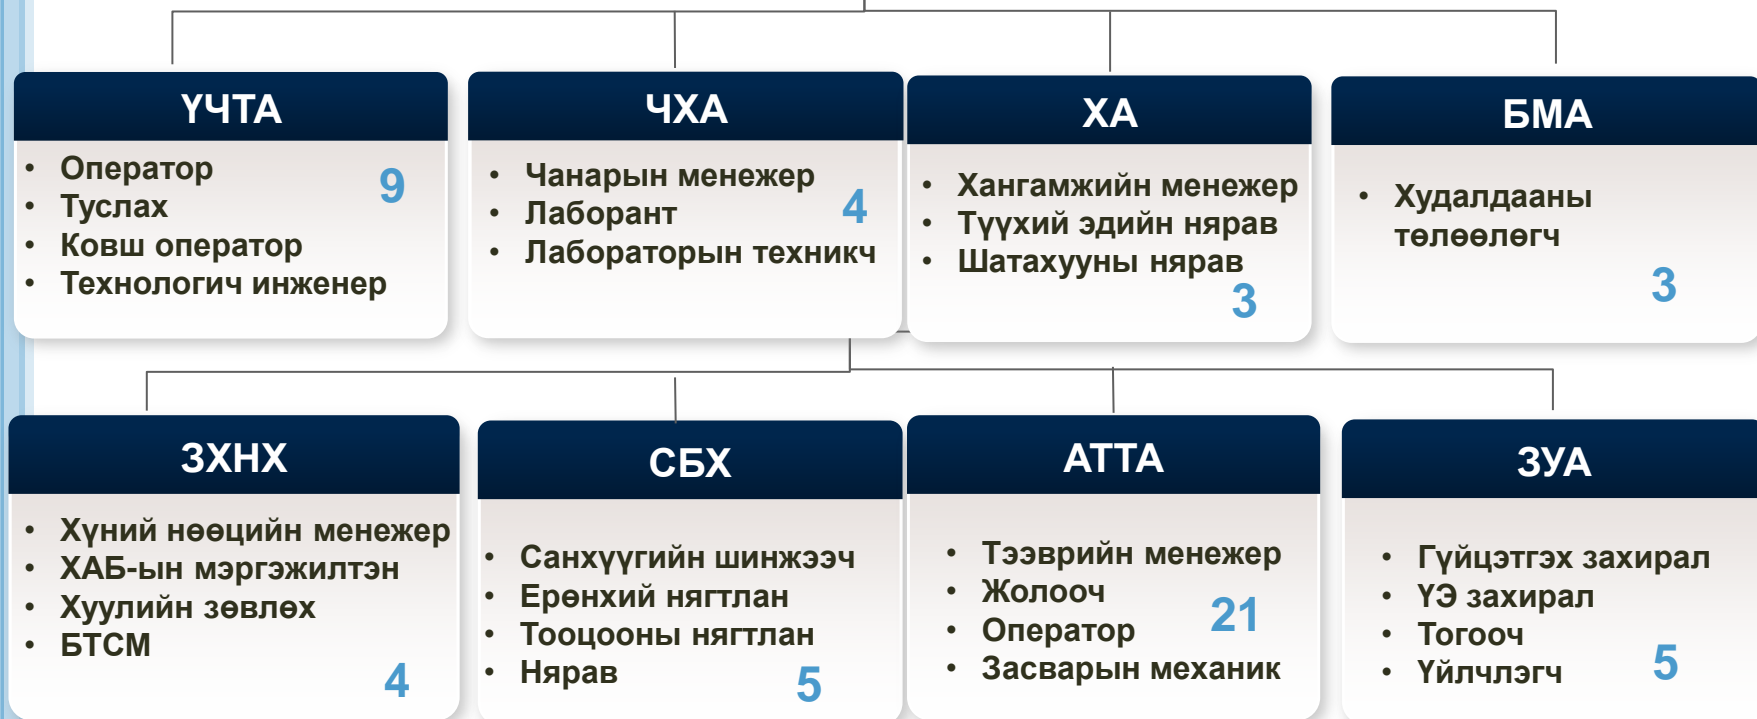 ҮЧТА
• Оператор
• Туслах
• Ковш оператор
• Технологич инженер
9
ЧХА
• Чанарын менежер
• Лаборант
• Лабораторын техникч
4
ХА
• Хангамжийн менежер
• Түүхий эдийн нярав
• Шатахууны нярав
3
БМА
• Худалдааны
төлөөлөгч
3
ЗХНХ
• Хүний нөөцийн менежер
• ХАБ-ын мэргэжилтэн
• Хуулийн зөвлөх
• БТСМ
4
СБХ
• Санхүүгийн шинжээч
• Ерөнхий нягтлан
• Тооцооны нягтлан
• Нярав
5
АТТА
• Тээврийн менежер
• Жолооч
• Оператор
• Засварын механик
21
ЗУА
• Гүйцэтгэх захирал
• ҮЭ захирал
• Тогооч
• Үйлчлэгч
5